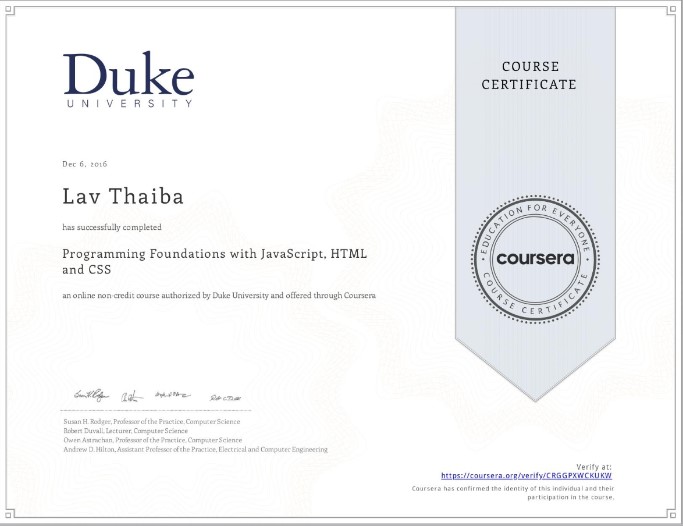 Duke
UNIVERSITY
COURSE
CERTIFICATE
Dec 6, 2016
Lav Thaiba
has successfully completed
Programming Foundations with JavaScript, HTML
and CSS
an online non-credit course authorized by Duke University and offered through Coursera
EDUCATION FOR EVERYONE
coursera
COURSE CERTIFICATE
Susan H. Rodger, Professor of the Practice, Computer Science
Robert Duvall, Lecturer, Computer Science
Owen Astrachan, Professor of the Practice, Computer Science
Andrew D. Hilton, Assistant Professor of the Practice, Electrical and Computer Engineering
Verify at:
https://coursera.org/verify/CRGGPXWCKUKW
Coursera has confirmed the identity of this individual and their
participation in the course.